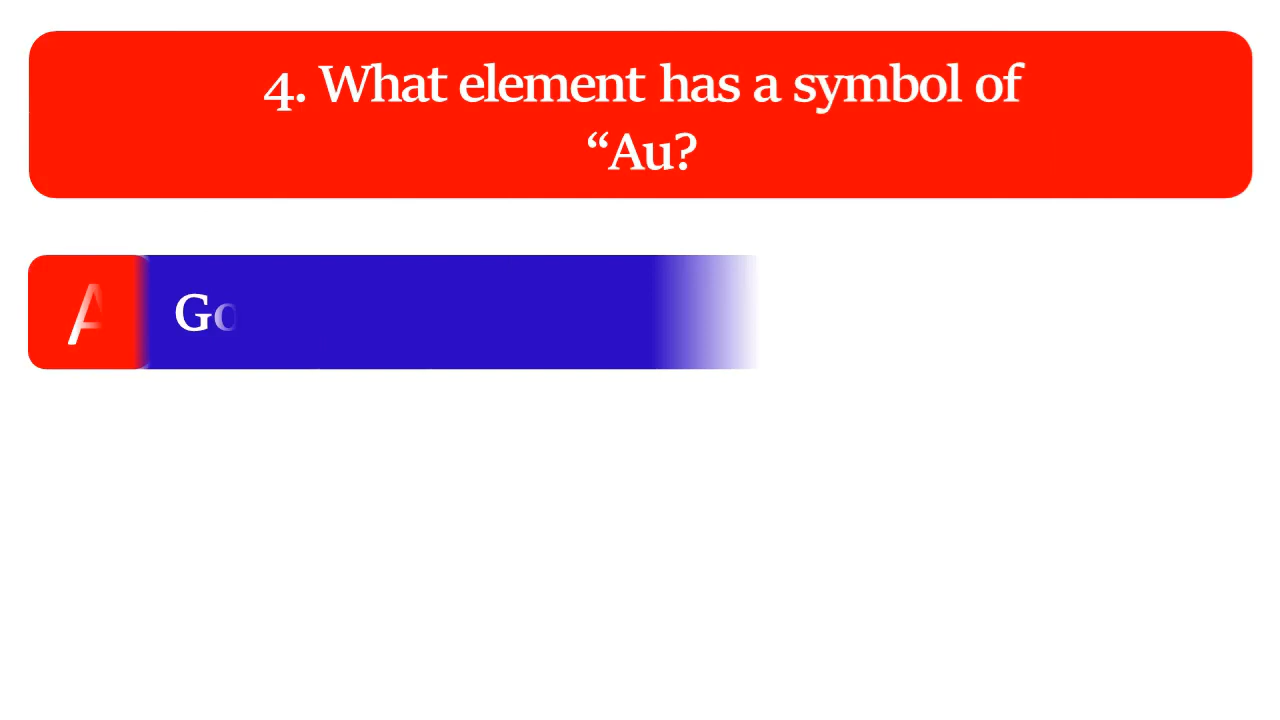 4. What element has a symbol of
“Au?
A
Go